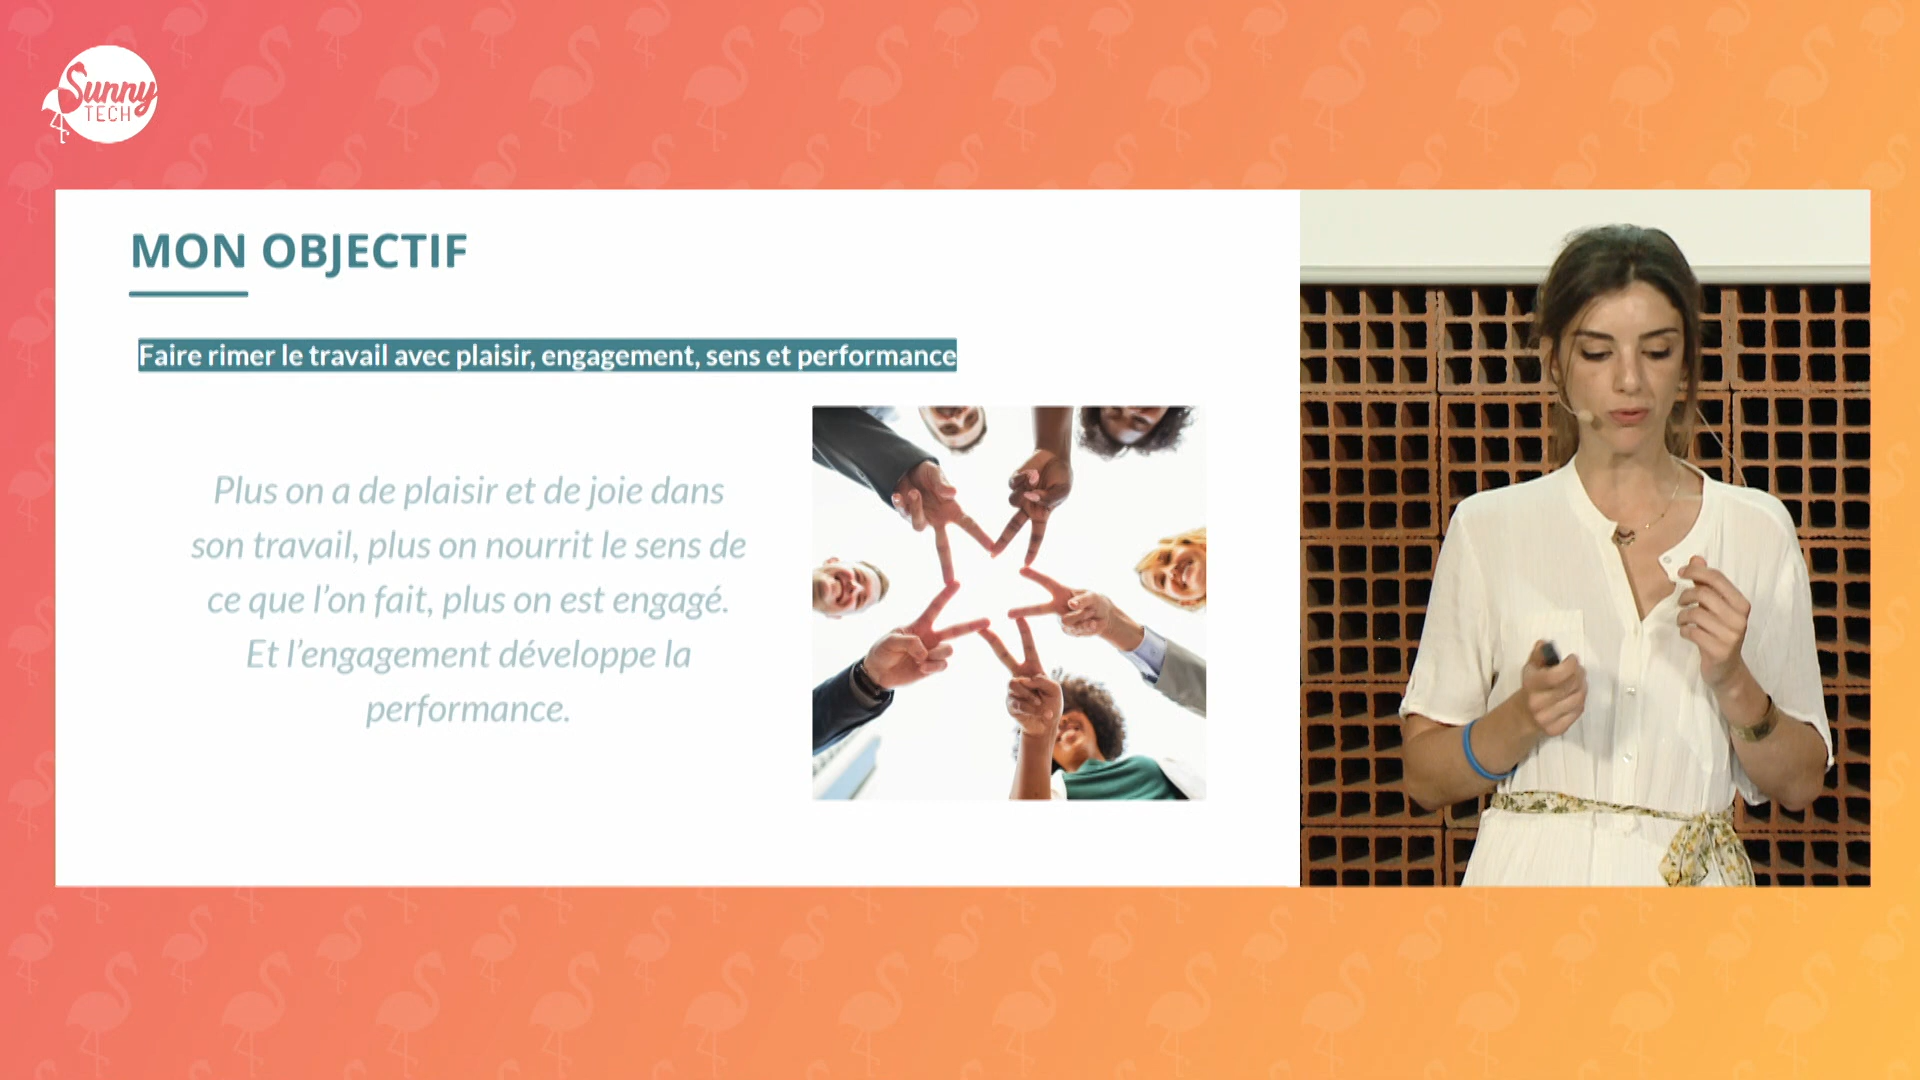 Sunny
TECH
MON OBJECTIF
Faire rimer le travail avec plaisir, engagement, sens et performance
Plus on a de plaisir et de joie dans
son travail, plus on nourrit le sens de
ce que l’on fait, plus on est engagé.
Et l’engagement développe la
performance.